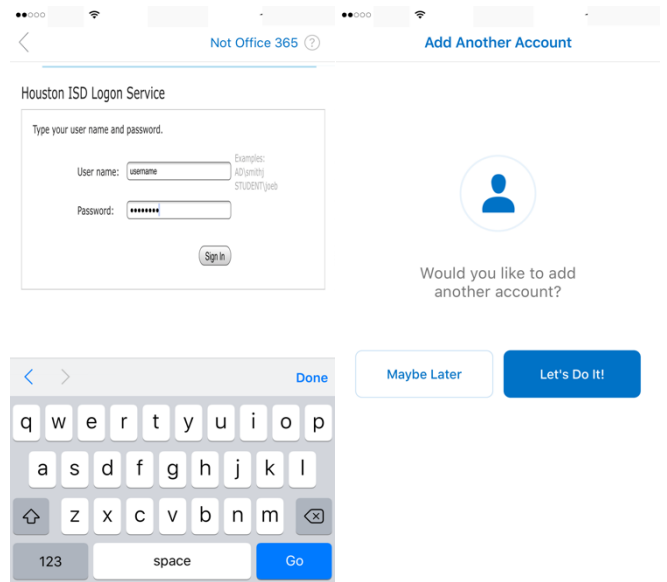 Not Office 365 ?
Houston ISD Logon Service
Type your user name and password.
User name:
username
Examples:
AD\smithj
STUDENT\jseb
Password:
••••••••
Sign In
Done
q w e r t y u i o p
a s d f g h j k l
z x c v b n m
123 space Go
Add Another Account
Would you like to add
another account?
Maybe Later
Let's Do It!